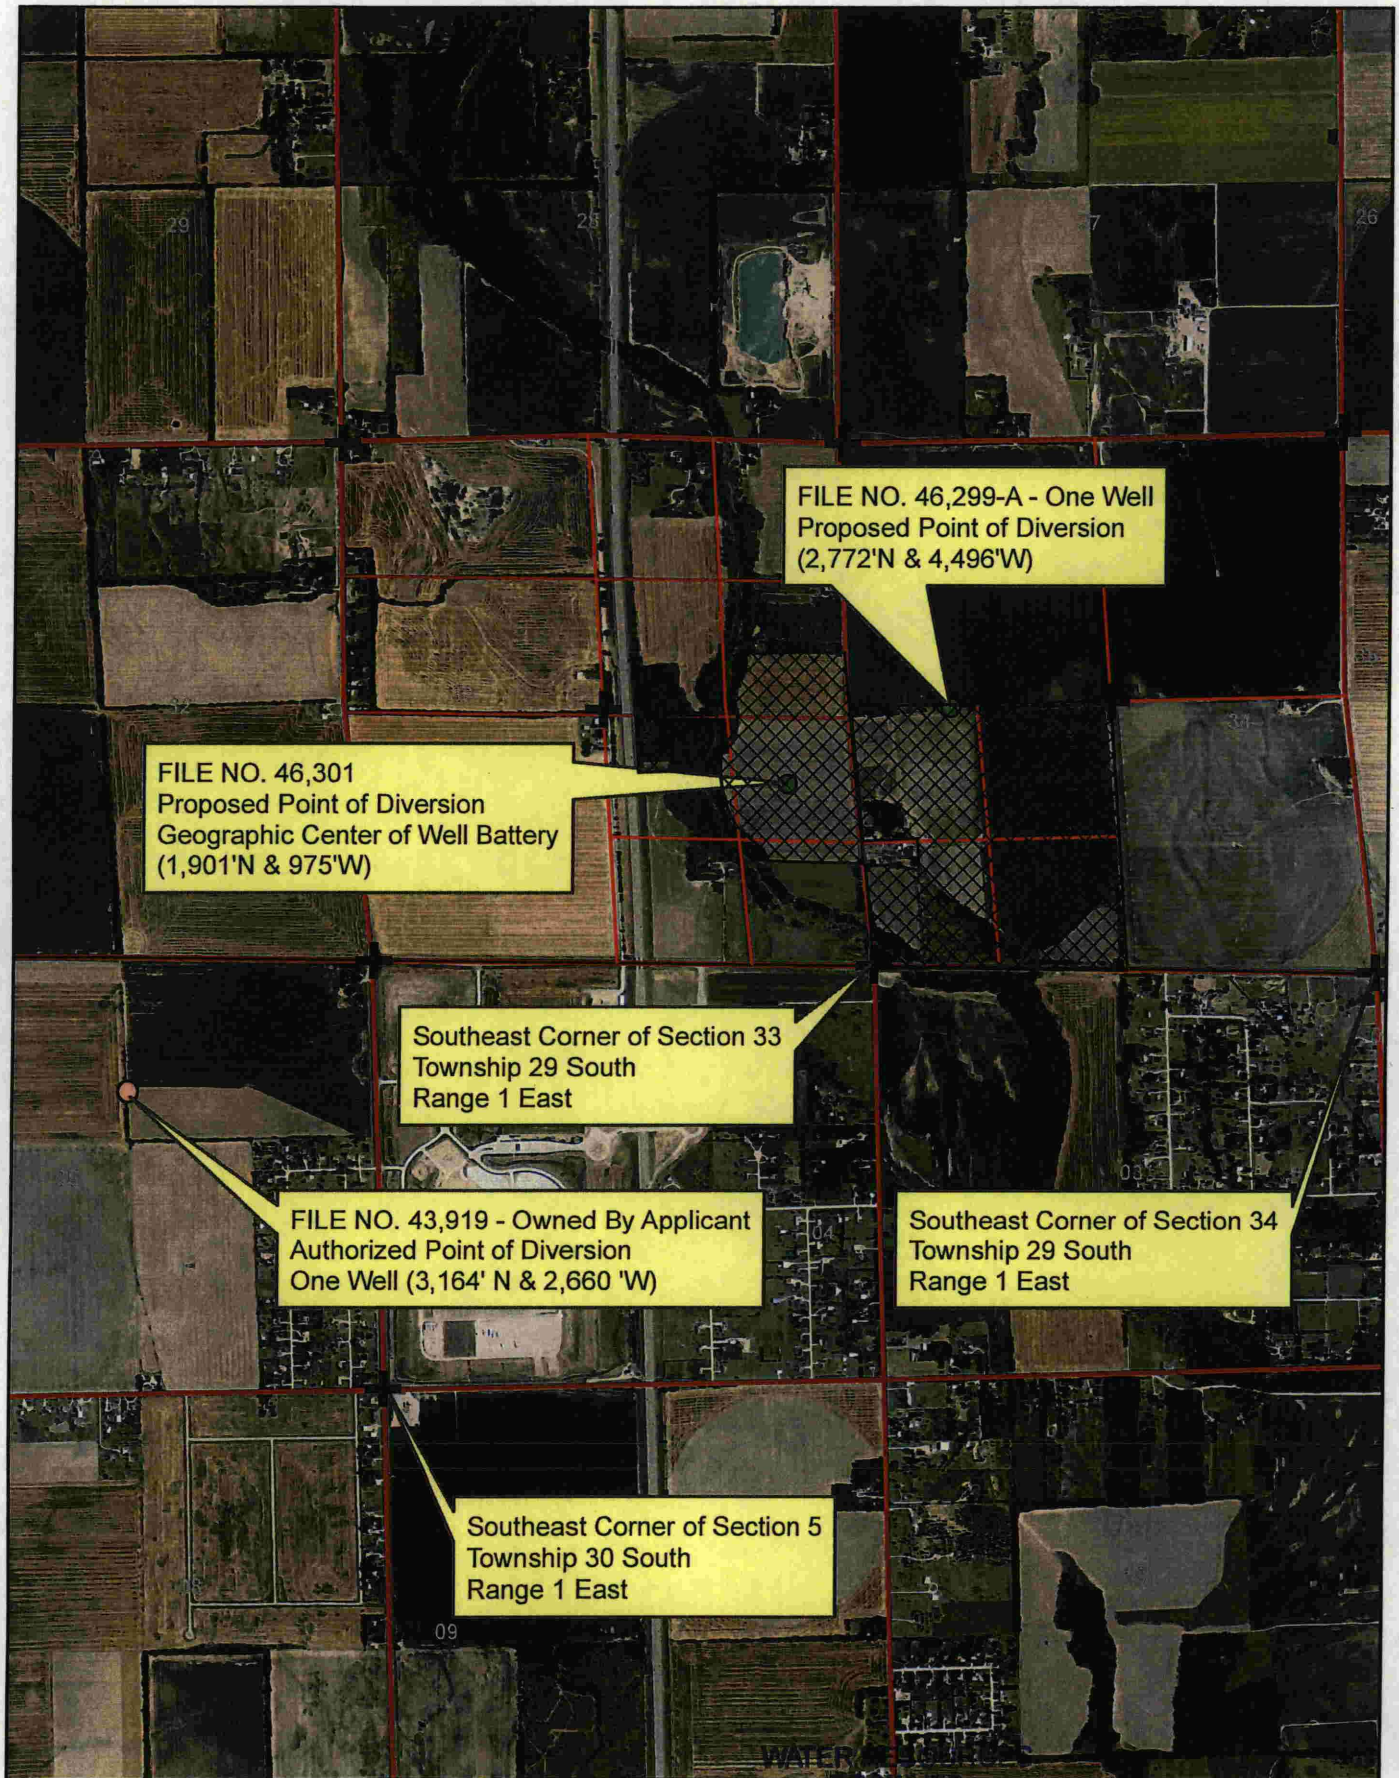 29
28
26
FILE NO. 46,299-A - One Well
Proposed Point of Diversion
(2,772'N & 4,496'W)
32
34
FILE NO. 46,301
Proposed Point of Diversion
Geographic Center of Well Battery
(1,901'N & 975'W)
Southeast Corner of Section 33
Township 29 South
Range 1 East
03
FILE NO. 43,919 - Owned By Applicant
Authorized Point of Diversion
One Well (3,164' N & 2,660 'W)
04
Southeast Corner of Section 34
Township 29 South
Range 1 East
Southeast Corner of Section 5
Township 30 South
Range 1 East
09
WATER